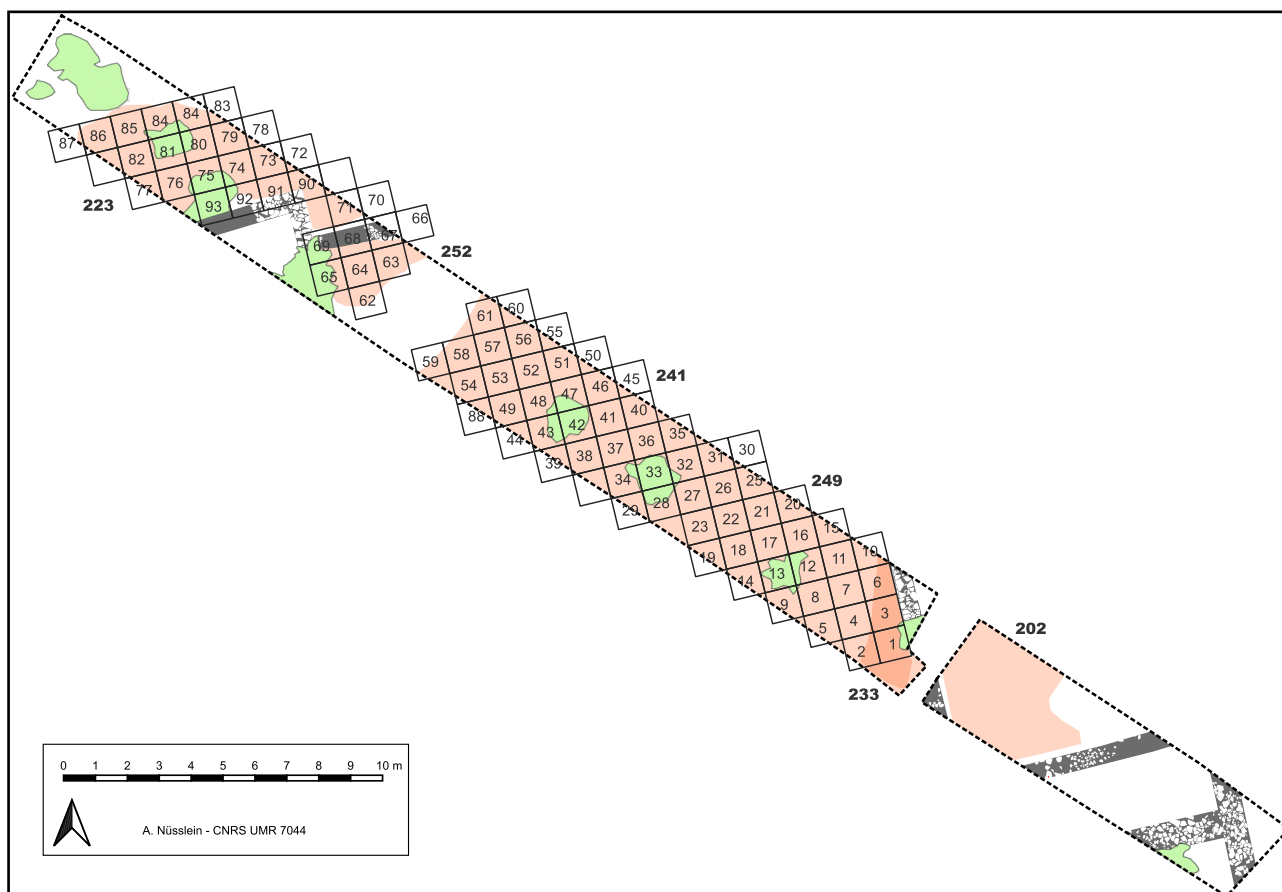 83
84 84
87 86 85 80 79 78
82 81 74 73 72
77 76 75 92 91 90
223 93 71 70 66
69 68 67 252
65 64 63
62
61 60
59 58 57 56 55
54 53 52 51 50
88 49 48 47 46 45 241
44 43 42 41 40
39 38 37 36 35
34 33 32 31 30
29 28 27 26 25 249
23 22 21 20
19 18 17 16 15
14 13 12 11 10
9 8 7 6
5 4 3
2 1
233
202
0 1 2 3 4 5 6 7 8 9 10 m
A. Nüsslein - CNRS UMR 7044